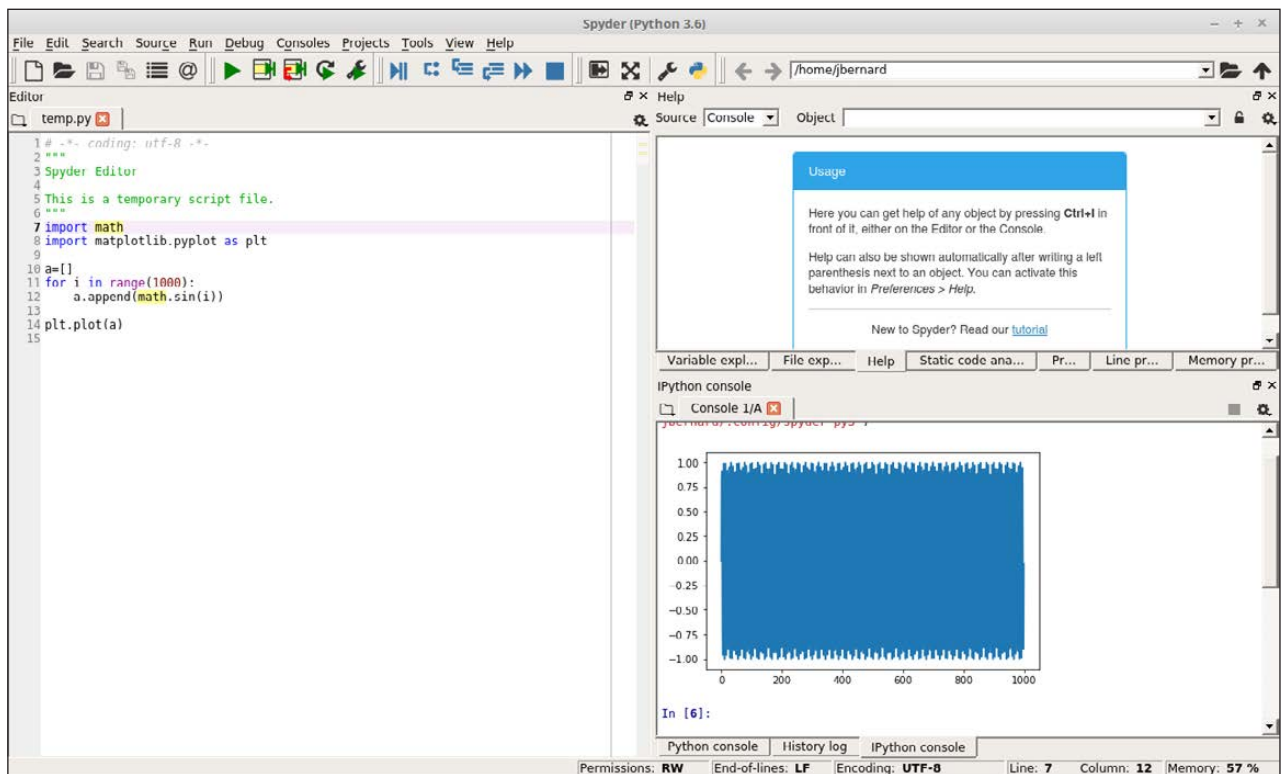 Spyder (Python 3.6)
File Edit Search Source Run Debug Consoles Projects Tools View Help
/home/jbernard
Editor
temp.py
1 # -*- coding: utf-8 -*-
2 """
3 Spyder Editor
4
5 This is a temporary script file.
6 """
7 import math
8 import matplotlib.pyplot as plt
9
10 a=[]
11 for i in range(1000):
12     a.append(math.sin(i))
13
14 plt.plot(a)
15
Help
Source Console Object
Usage
Here you can get help of any object by pressing Ctrl+I in
front of it, either on the Editor or the Console.
Help can also be shown automatically after writing a left
parenthesis next to an object. You can activate this
behavior in Preferences > Help.
New to Spyder? Read our tutorial
Variable expl... File exp... Help Static code ana... Pr... Line pr... Memory pr...
IPython console
Console 1/A
1.00
0.75
0.50
0.25
0.00
−0.25
−0.50
−0.75
−1.00
0 200 400 600 800 1000
In [6]:
Python console History log IPython console
Permissions: RW End-of-lines: LF Encoding: UTF-8 Line: 7 Column: 12 Memory: 57 %